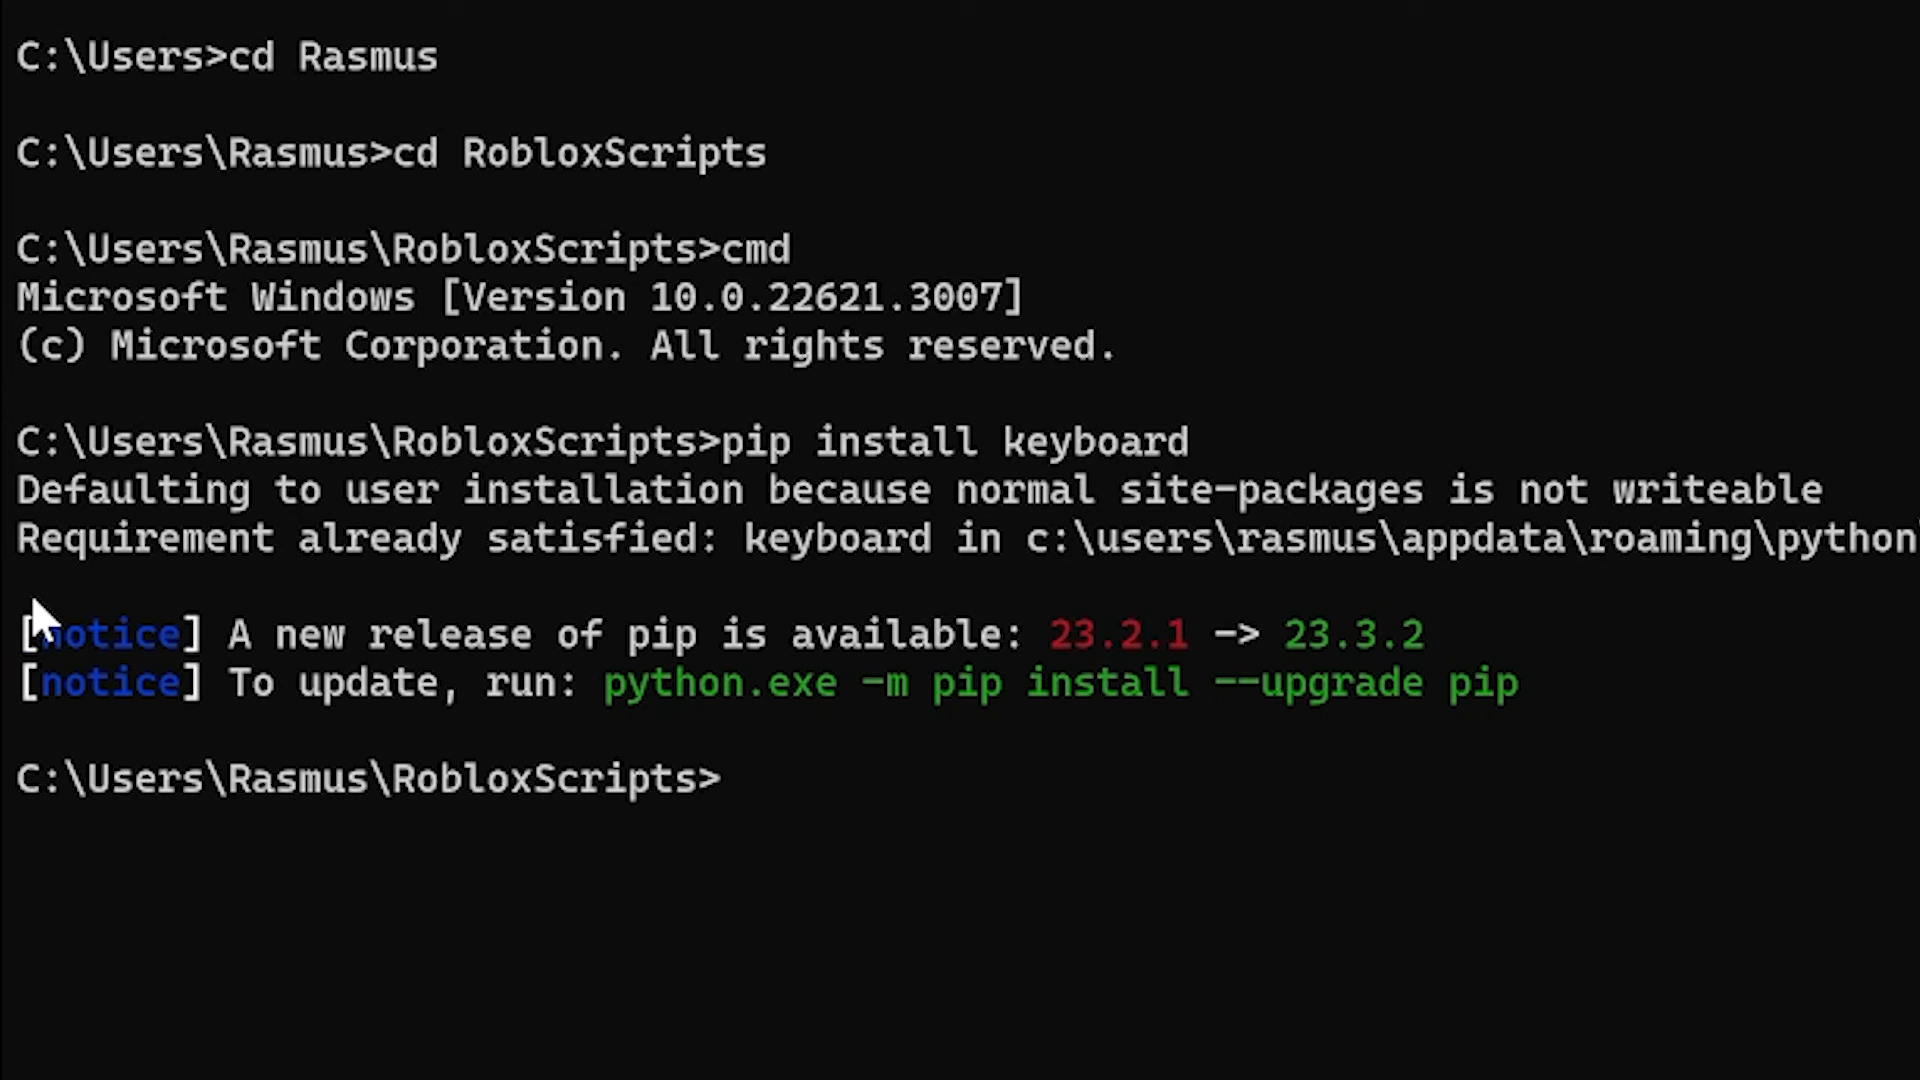 C:\Users>cd Rasmus
C:\Users\Rasmus>cd RobloxScripts
C:\Users\Rasmus\RobloxScripts>cmd
Microsoft Windows [Version 10.0.22621.3007]
(c) Microsoft Corporation. All rights reserved.
C:\Users\Rasmus\RobloxScripts>pip install keyboard
Defaulting to user installation because normal site-packages is not writeable
Requirement already satisfied: keyboard in c:\users\rasmus\appdata\roaming\python
[notice] A new release of pip is available: 23.2.1 -> 23.3.2
[notice] To update, run: python.exe -m pip install --upgrade pip
C:\Users\Rasmus\RobloxScripts>